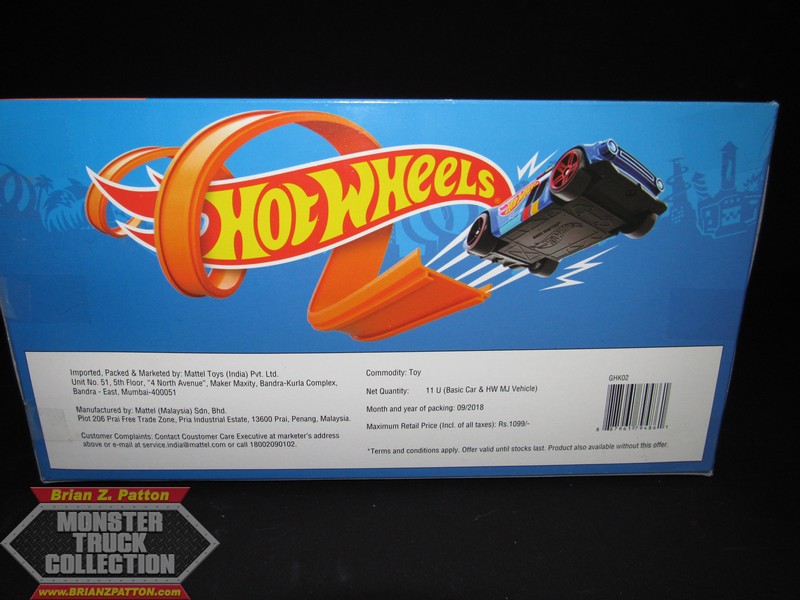 HOT WHEELS
Imported, Packed & Marketed by: Mattel Toys (India) Pvt. Ltd.
Unit No. 51, 5th Floor, "4 North Avenue", Maker Maxity, Bandra-Kurla Complex,
Bandra - East, Mumbai-400051
Manufactured by: Mattel (Malaysia) Sdn. Bhd.
Plot 206 Prai Free Trade Zone, Pria Industrial Estate, 13600 Prai, Penang, Malaysia.
Customer Complaints: Contact Coustomer Care Executive at marketer's address
above or e-mail at service.india@mattel.com or call 18002090102.
Commodity: Toy
Net Quantity: 11 U (Basic Car & HW MJ Vehicle)
Month and year of packing: 09/2018
Maximum Retail Price (Incl. of all taxes): Rs.1099/-
*Terms and conditions apply. Offer valid until stocks last. Product also available without this offer.
GHK02
Brian Z. Patton
MONSTER
TRUCK
COLLECTION
www.BRIANZPATTON.com